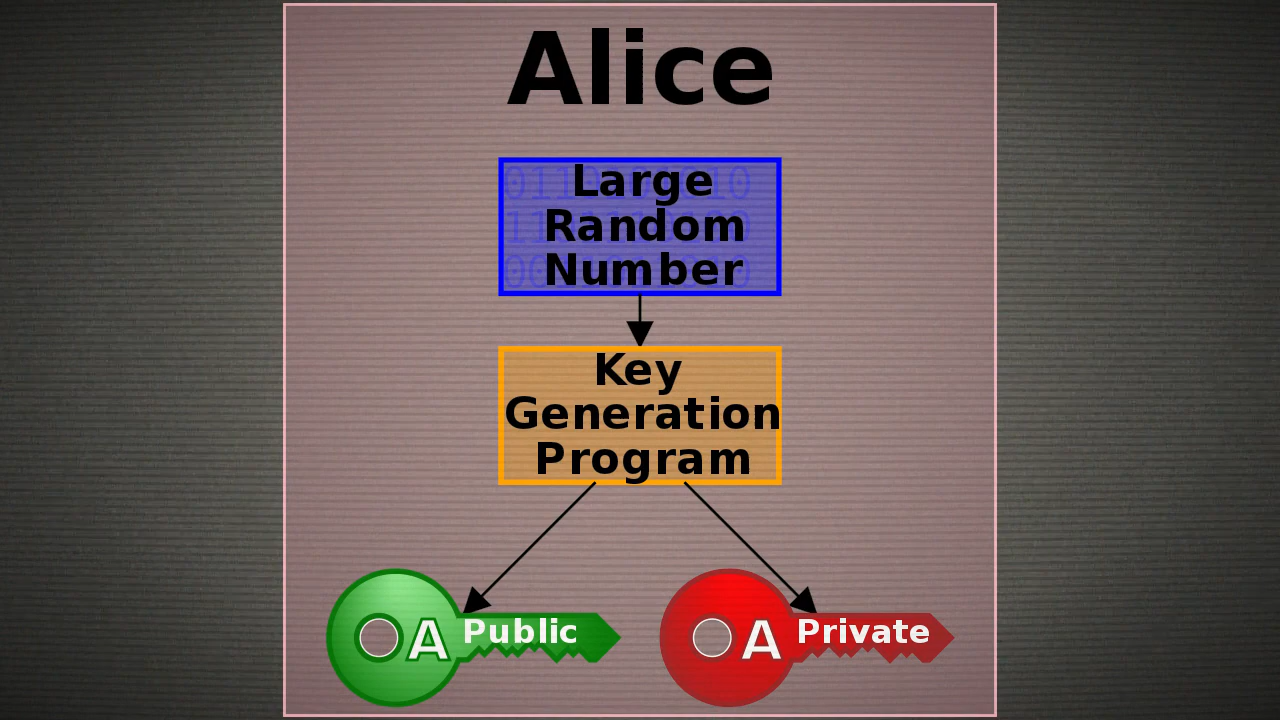 Alice
Large
Random
Number
Key
Generation
Program
A Public
A Private